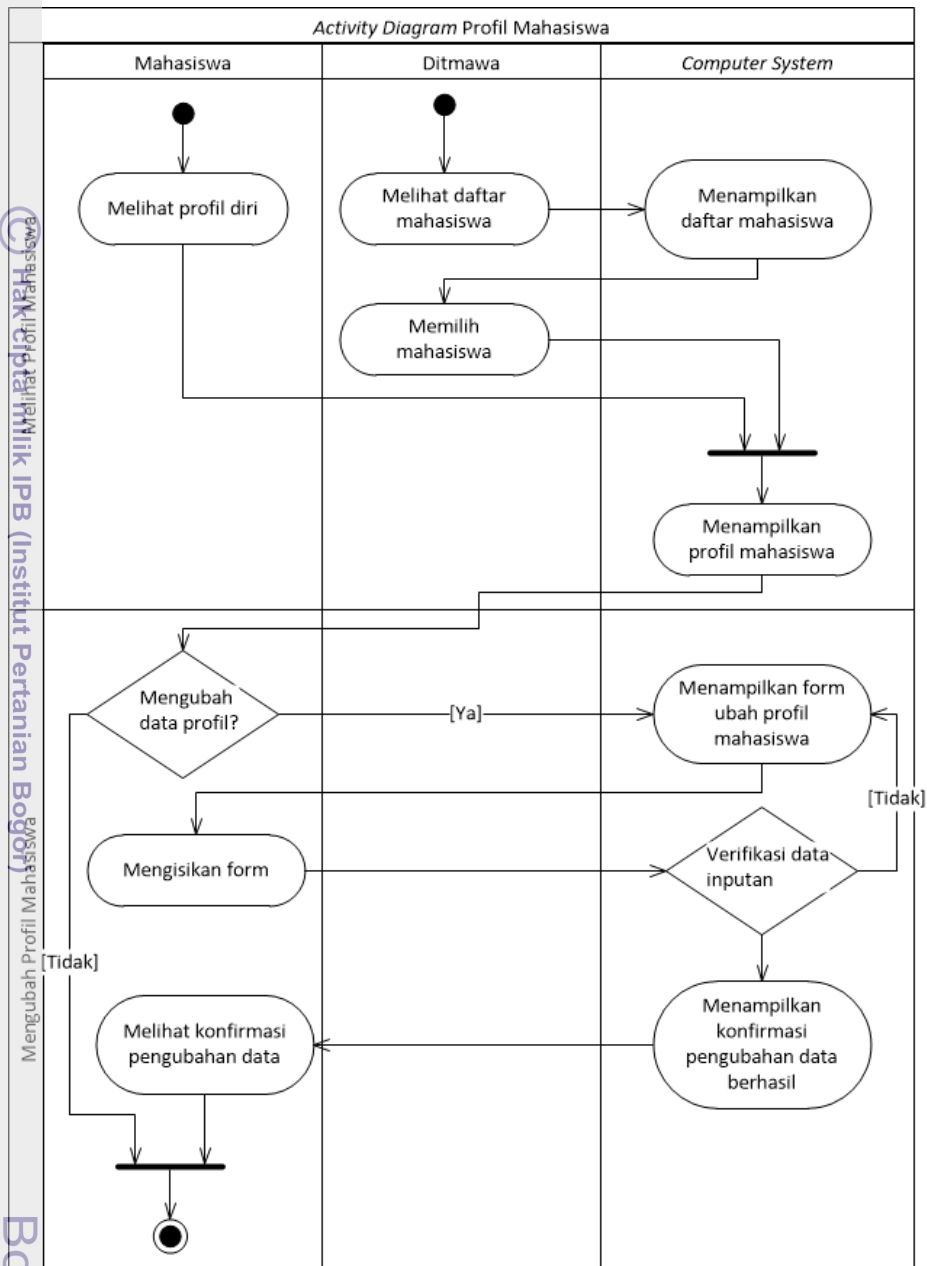 Activity Diagram Profil Mahasiswa
Mahasiswa
Ditmawa
Computer System
Melihat profil diri
Melihat daftar
mahasiswa
Menampilkan
daftar mahasiswa
Memilih
mahasiswa
Menampilkan
profil mahasiswa
Melihat Profil Mahasiswa
Mengubah
data profil?
[Ya]
Menampilkan form
ubah profil
mahasiswa
[Tidak]
Mengisikan form
Verifikasi data
inputan
[Tidak]
Melihat konfirmasi
pengubahan data
Menampilkan
konfirmasi
pengubahan data
berhasil
Mengubah Profil Mahasiswa
© Hak cipta milik IPB (Institut Pertanian Bogor)
Bo